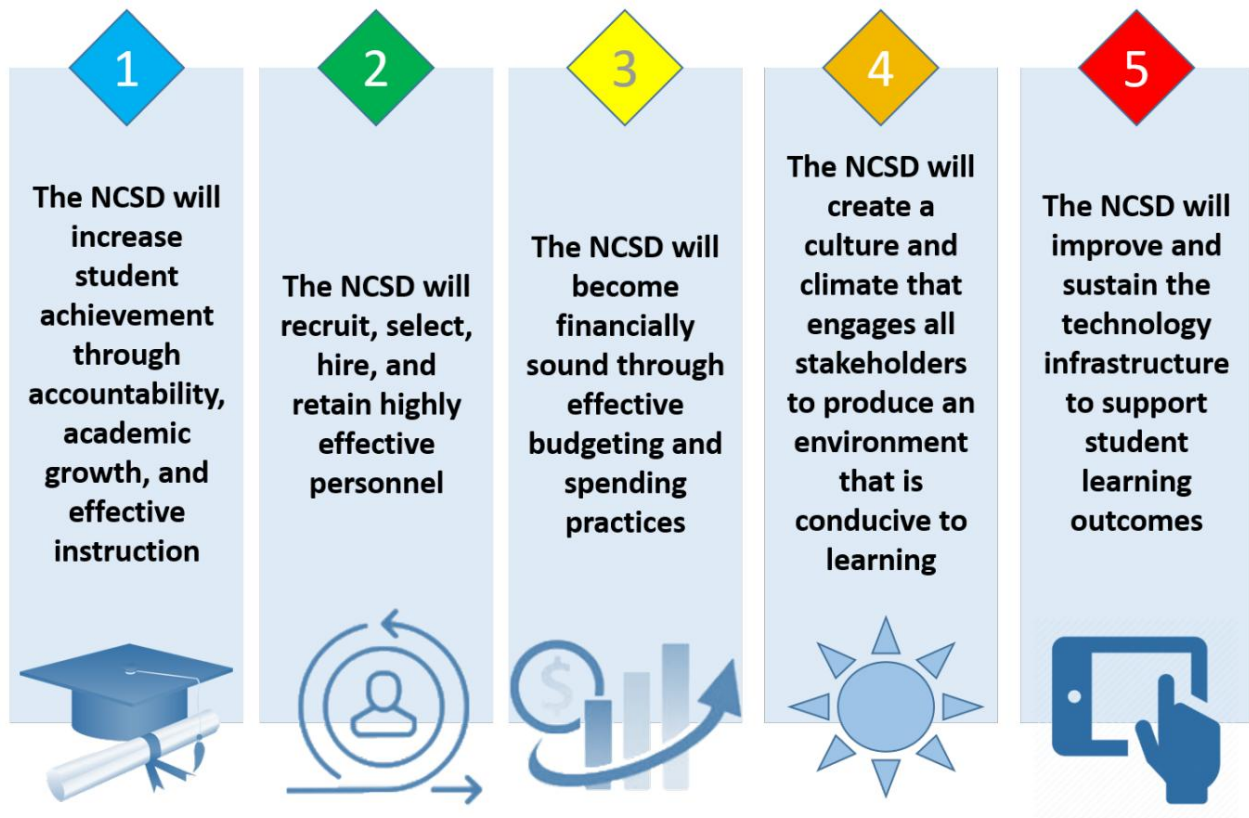 1
The NCSD will
increase
student
achievement
through
accountability,
academic
growth, and
effective
instruction
2
The NCSD will
recruit, select,
hire, and
retain highly
effective
personnel
3
The NCSD will
become
financially
sound through
effective
budgeting and
spending
practices
$
4
The NCSD will
create a
culture and
climate that
engages all
stakeholders
to produce an
environment
that is
conducive to
learning
5
The NCSD will
improve and
sustain the
technology
infrastructure
to support
student
learning
outcomes